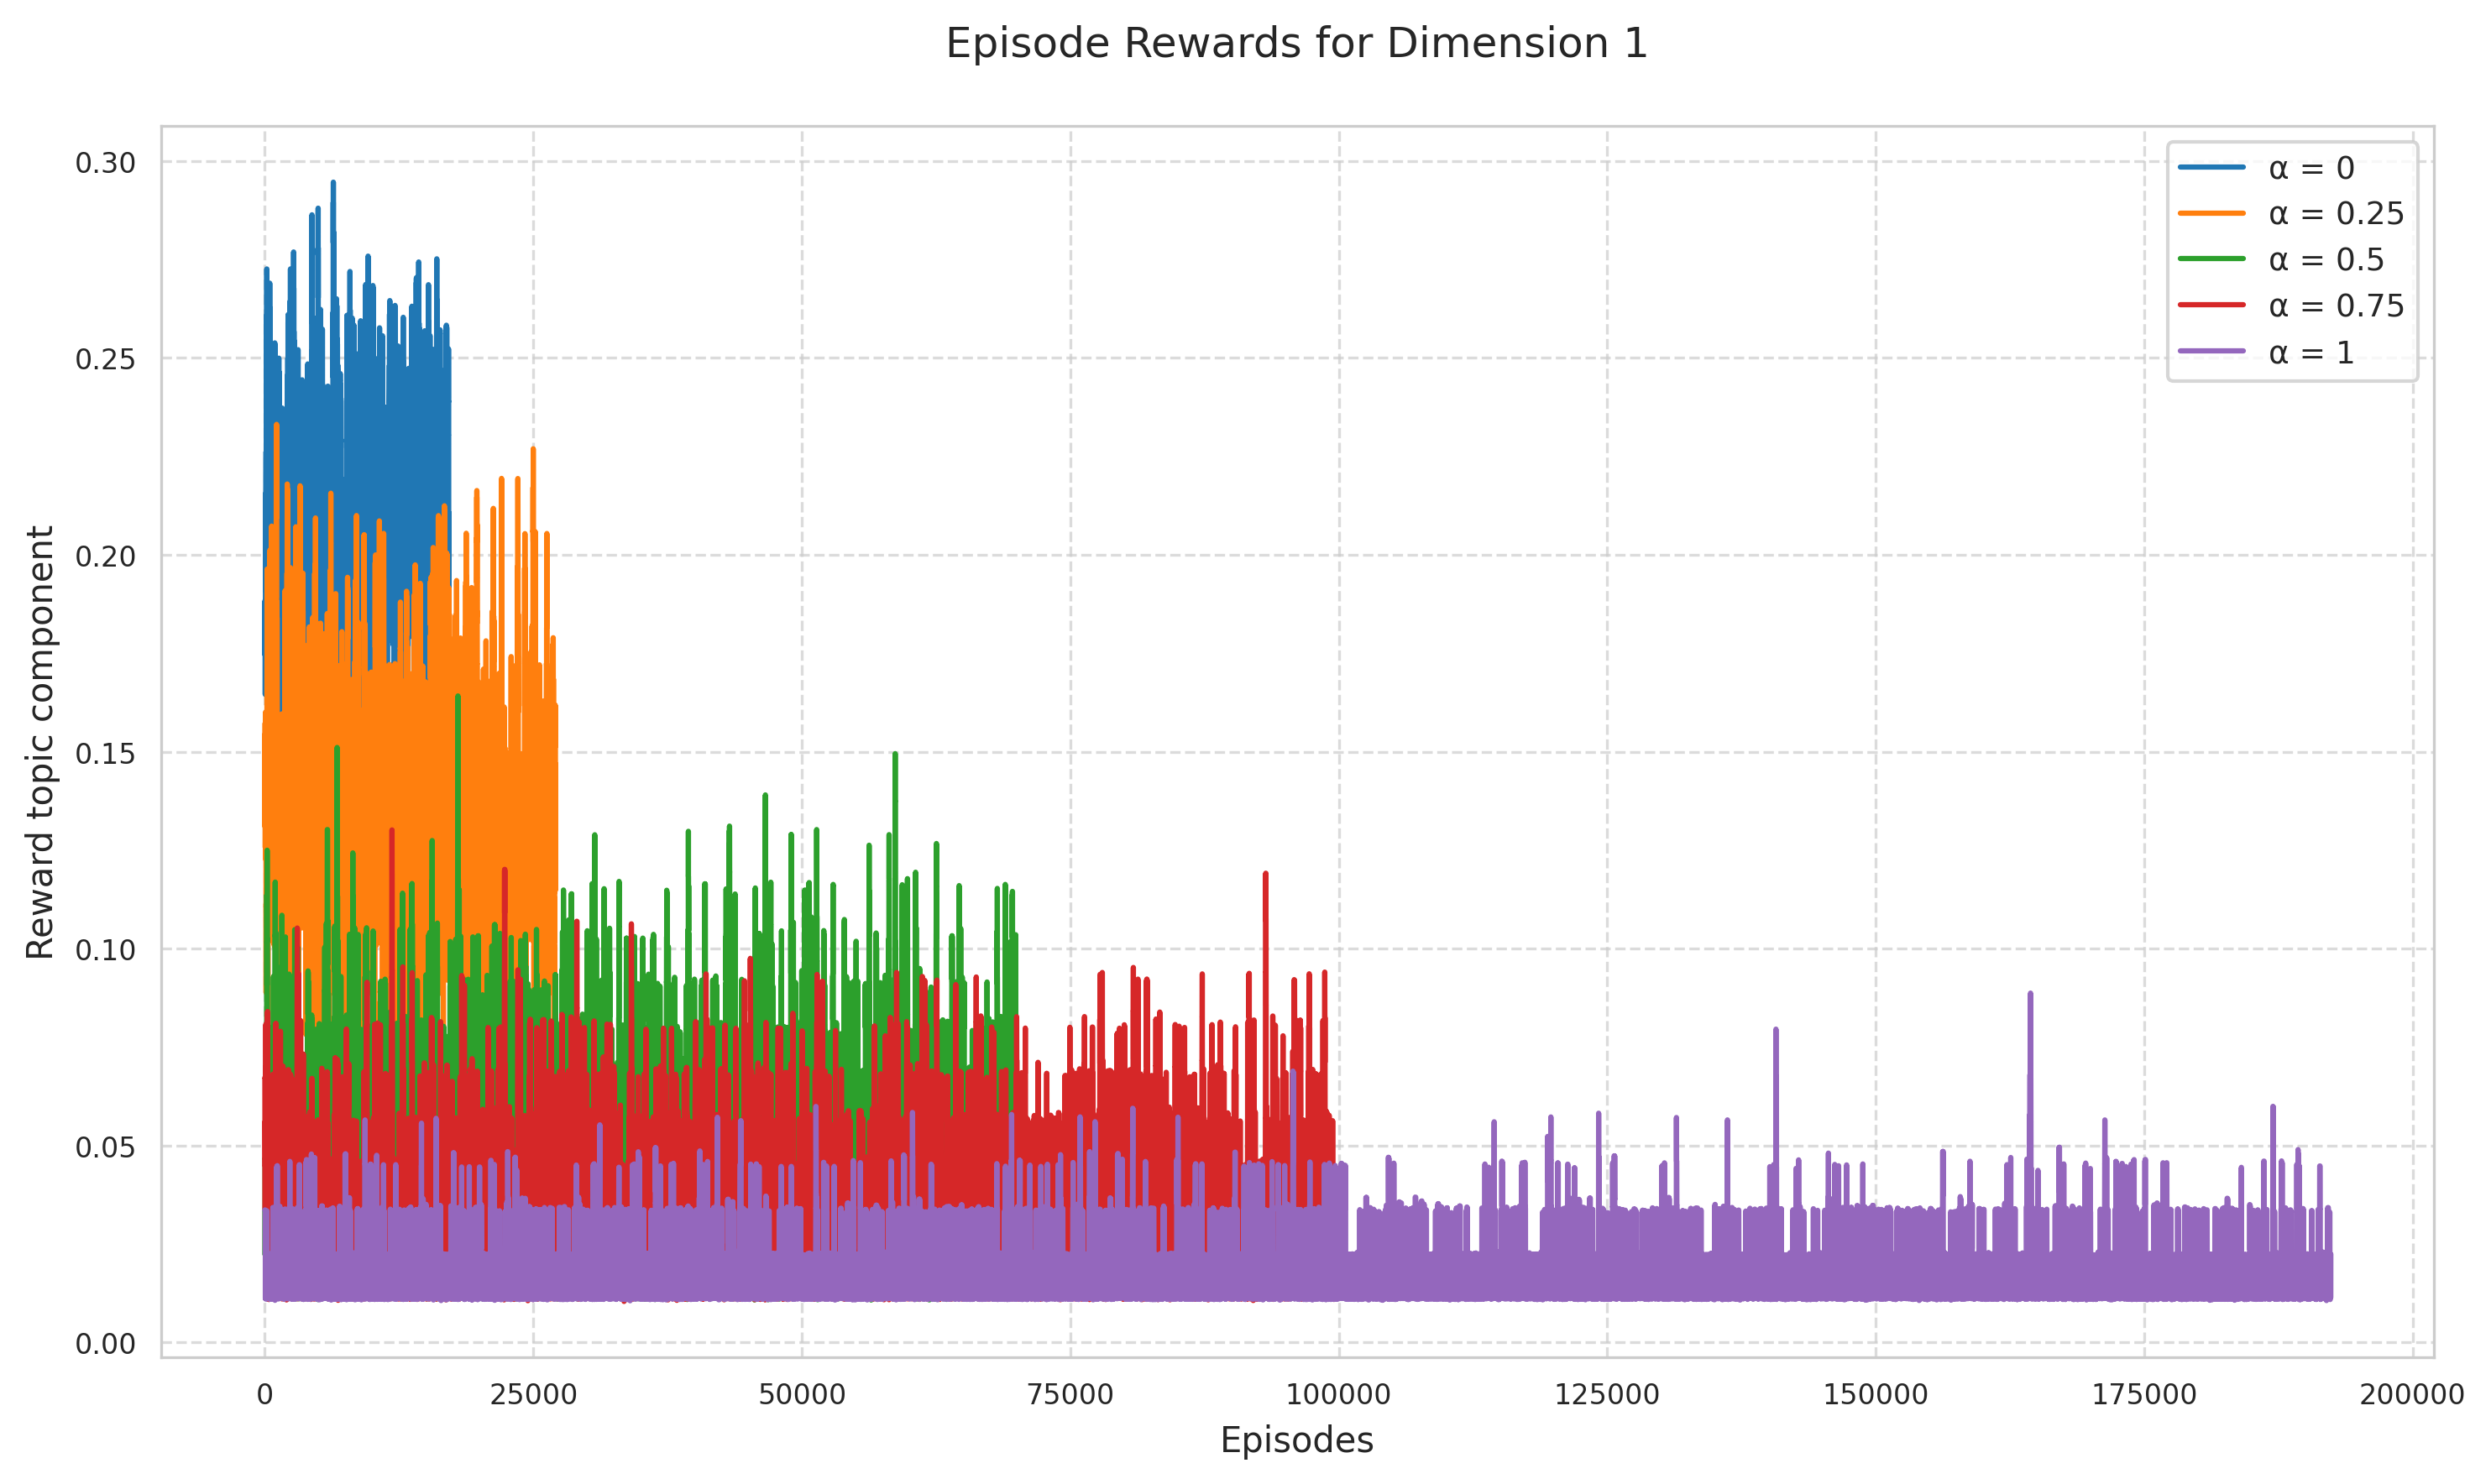 Episode Rewards for Dimension 1
0.30
0.25
0.20
0.15
0.10
0.05
0.00
Reward topic component
α = 0
α = 0.25
α = 0.5
α = 0.75
α = 1
0 25000 50000 75000 100000 125000 150000 175000 200000
Episodes